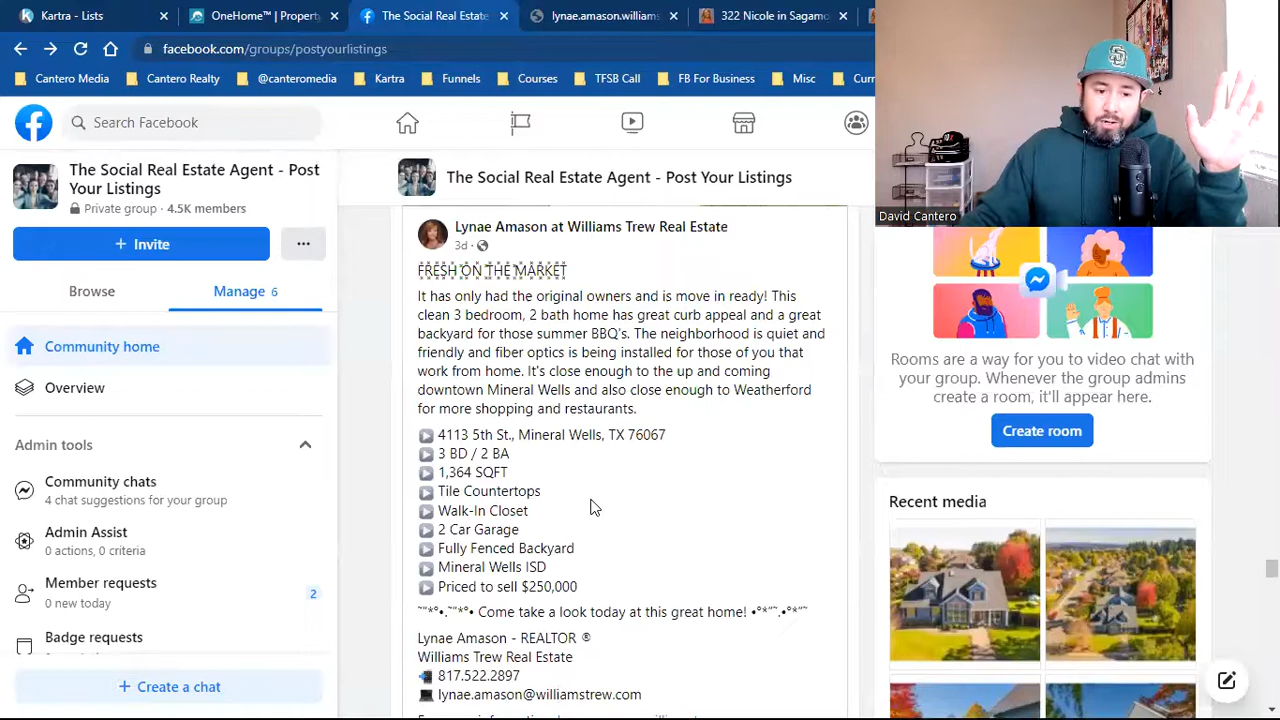 Kartra - Lists
OneHome™ | Property
The Social Real Estate
lynae.amason.williams
322 Nicole in Sagamo
facebook.com/groups/postyourlistings
Cantero Media
Cantero Realty
@canteromedia
Kartra
Funnels
Courses
TFSB Call
FB For Business
Misc
Search Facebook
David Cantero
The Social Real Estate Agent - Post
Your Listings
Private group · 4.5K members
+ Invite
Browse
Manage 6
Community home
Overview
Admin tools
Community chats
4 chat suggestions for your group
Admin Assist
0 actions, 0 criteria
Member requests
0 new today
2
Badge requests
+ Create a chat
The Social Real Estate Agent - Post Your Listings
Lynae Amason at Williams Trew Real Estate
3d
FRESH ON THE MARKET
It has only had the original owners and is move in ready! This
clean 3 bedroom, 2 bath home has great curb appeal and a great
backyard for those summer BBQ's. The neighborhood is quiet and
friendly and fiber optics is being installed for those of you that
work from home. It's close enough to the up and coming
downtown Mineral Wells and also close enough to Weatherford
for more shopping and restaurants.
4113 5th St., Mineral Wells, TX 76067
3 BD / 2 BA
1,364 SQFT
Tile Countertops
Walk-In Closet
2 Car Garage
Fully Fenced Backyard
Mineral Wells ISD
Priced to sell $250,000
˜”*°•.˜”*°• Come take a look today at this great home! •°*”˜.•°*”˜
Lynae Amason - REALTOR ®
Williams Trew Real Estate
817.522.2897
lynae.amason@williamstrew.com
Rooms are a way for you to video chat with
your group. Whenever the group admins
create a room, it'll appear here.
Create room
Recent media